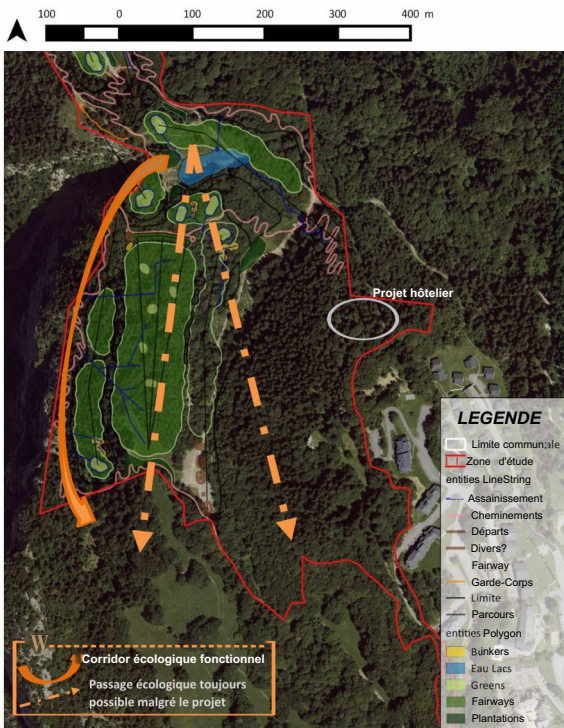 100 0 100 200 300 400 m
Projet hôtelier
LEGENDE
Limite commun;ale
Zone d'étude
entities LineString
Assainissement
Cheminements
Départs
Divers?
Fairway
Garde-Corps
Limite
Parcours
entities Polygon
Bunkers
Eau Lacs
Greens
Fairways
Plantations
W
Corridor écologique fonctionnel
Passage écologique toujours
possible malgré le projet